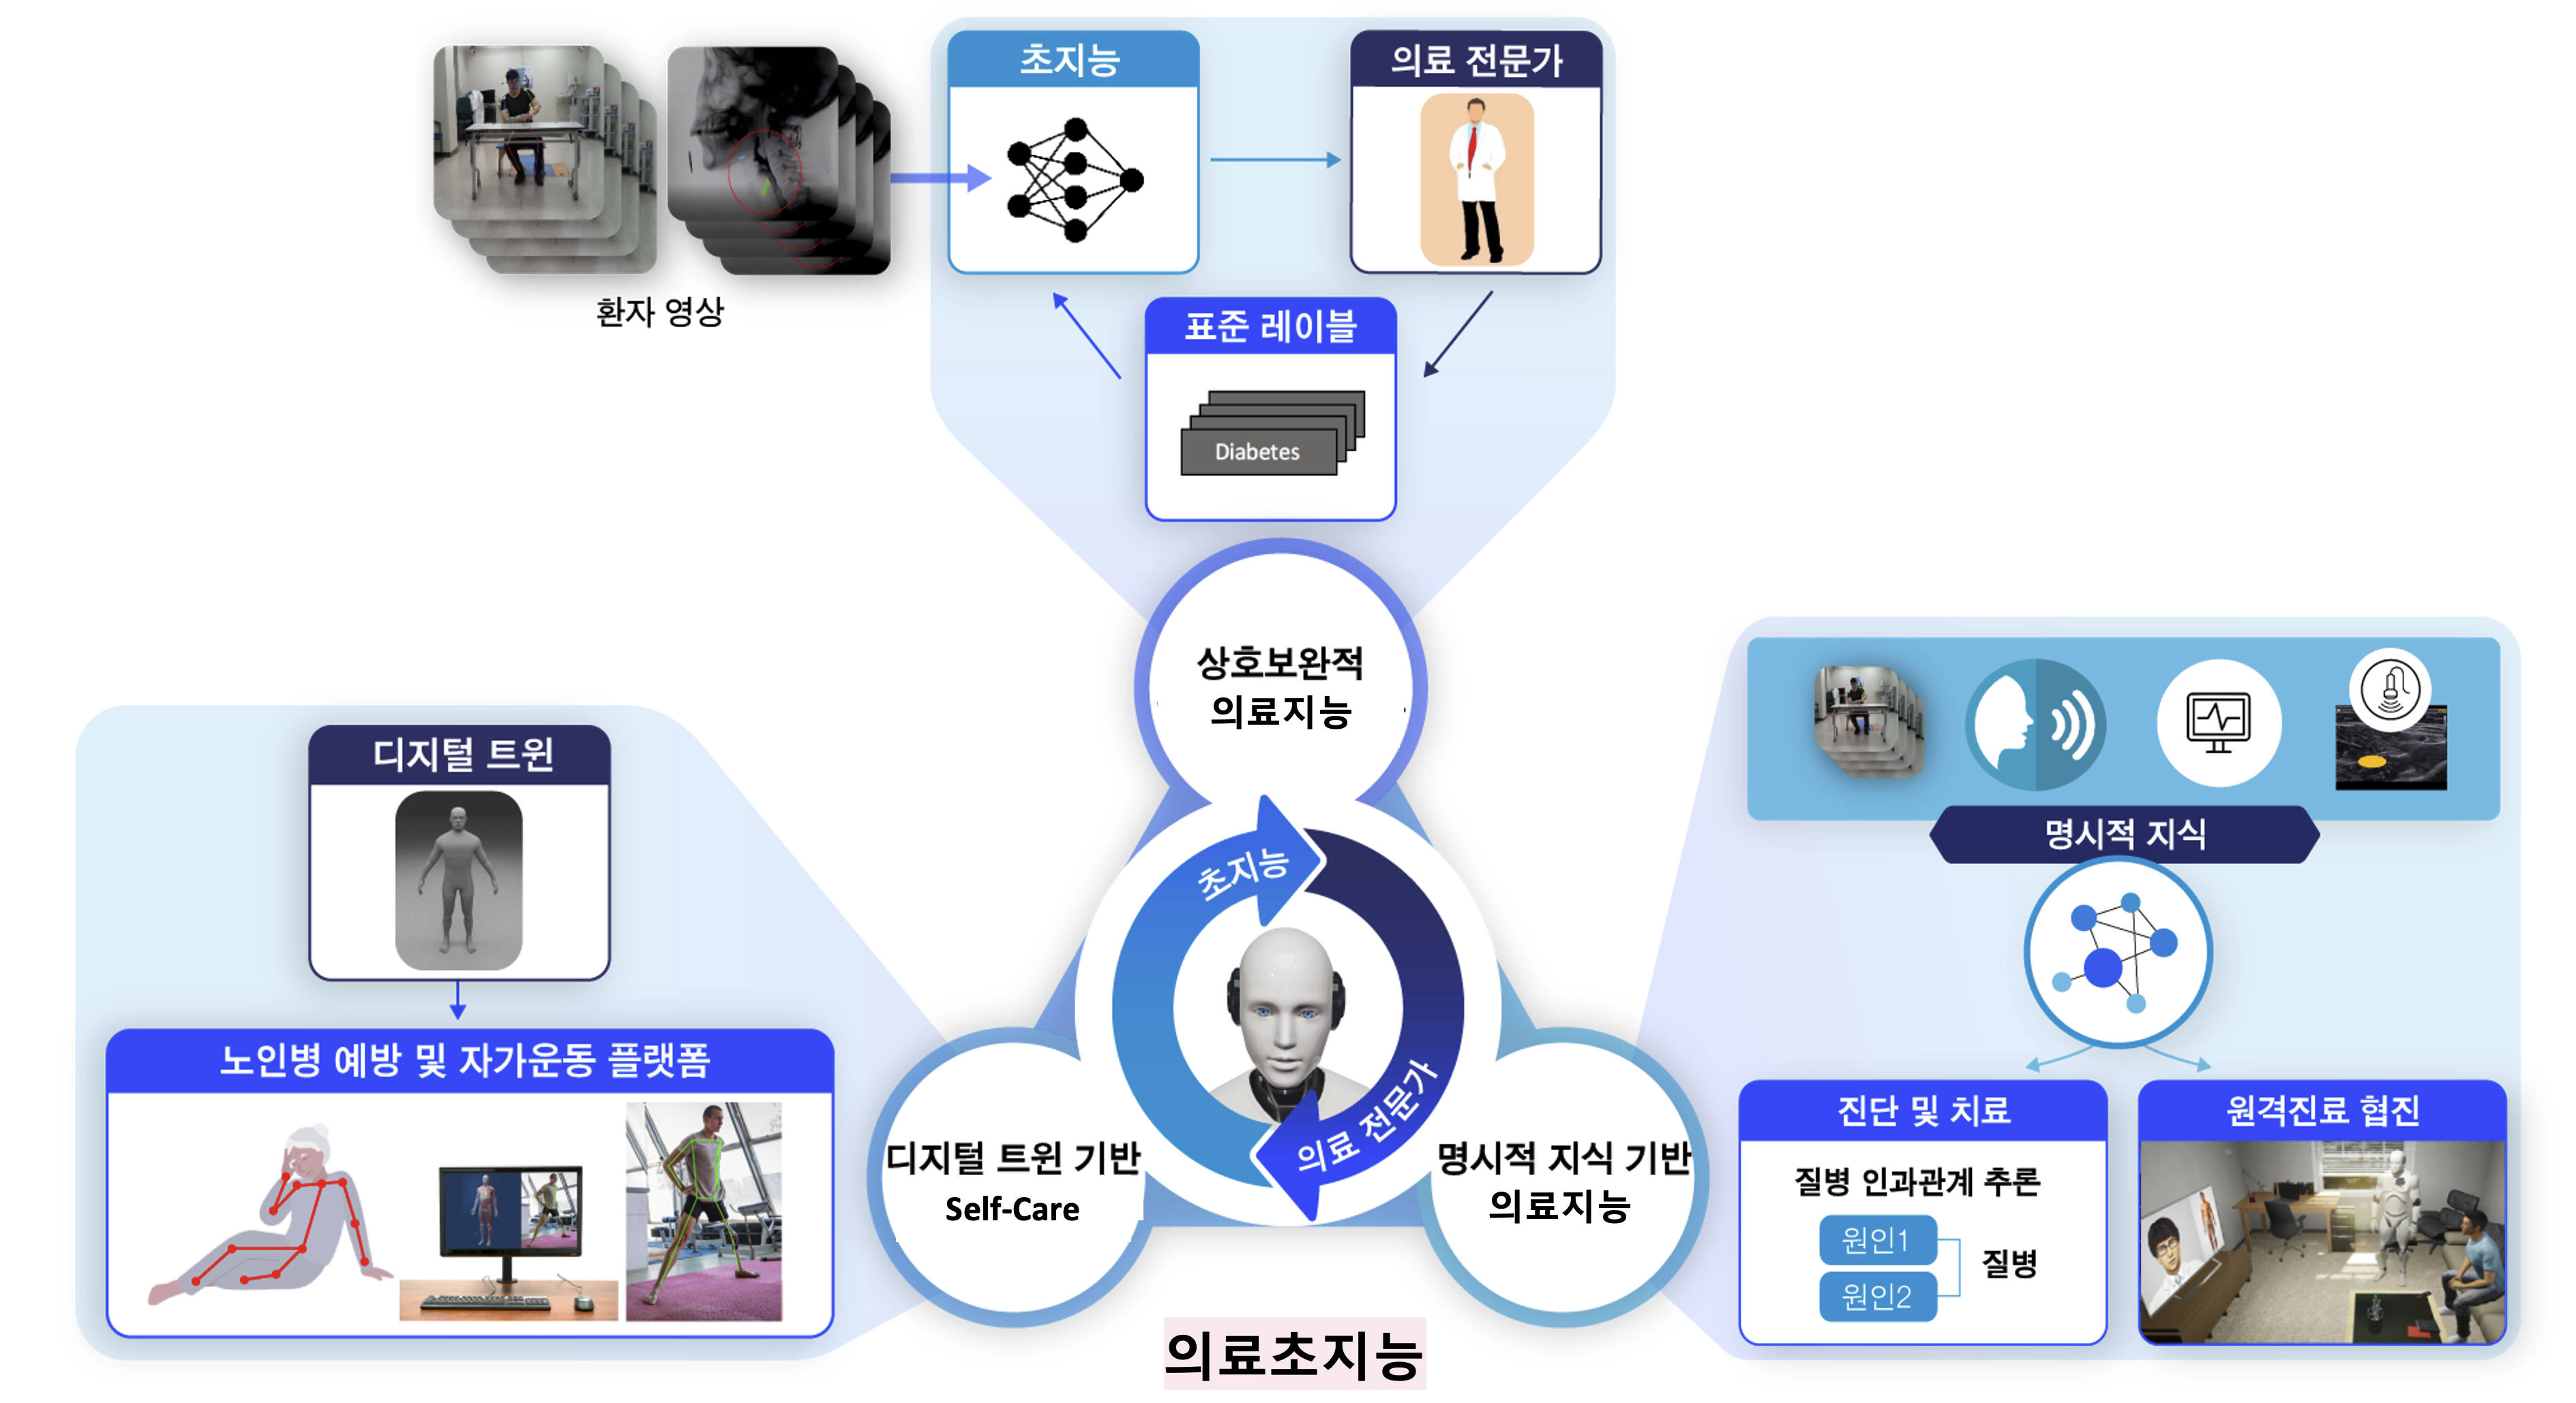 초지능
의료 전문가
환자 영상
표준 레이블
Diabetes
상호보완적
의료지능
초지능
의료 전문가
디지털 트윈
노인병 예방 및 자가운동 플랫폼
디지털 트윈 기반
Self-Care
명시적 지식 기반
의료지능
명시적 지식
진단 및 치료
질병 인과관계 추론
원인1
원인2
질병
원격진료 협진
의료초지능